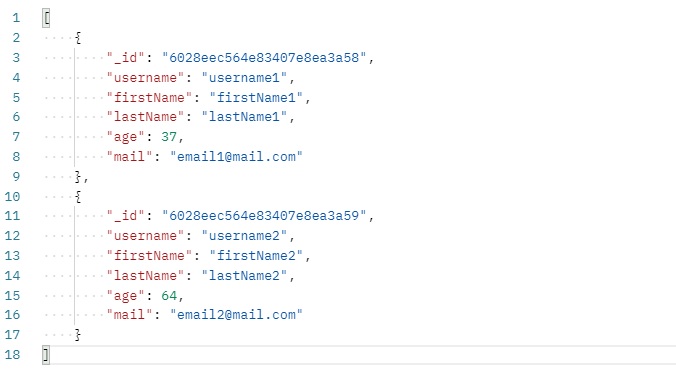 1 [
2 {
3 "_id": "6028eec564e83407e8ea3a58",
4 "username": "username1",
5 "firstName": "firstName1",
6 "lastName": "lastName1",
7 "age": 37,
8 "mail": "email1@mail.com"
9 },
10 {
11 "_id": "6028eec564e83407e8ea3a59",
12 "username": "username2",
13 "firstName": "firstName2",
14 "lastName": "lastName2",
15 "age": 64,
16 "mail": "email2@mail.com"
17 }
18 ]